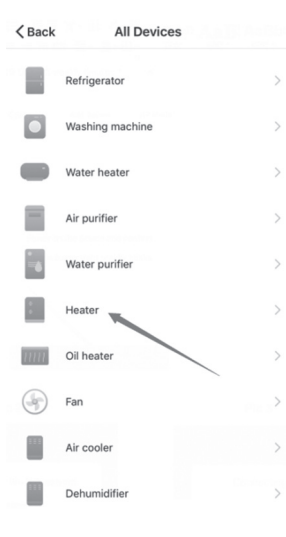 Back All Devices
Refrigerator
Washing machine
Water heater
Air purifier
Water purifier
Heater
Oil heater
Fan
Air cooler
Dehumidifier